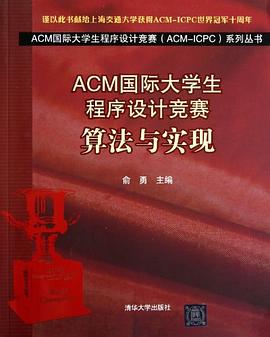 谨以此书献给上海交通大学获得ACM-ICPC世界冠军十周年
ACM国际大学生程序设计竞赛（ACM-ICPC）系列丛书
ACM国际大学生
程序设计竞赛
算法与实现
俞 勇 主编
清华大学出版社